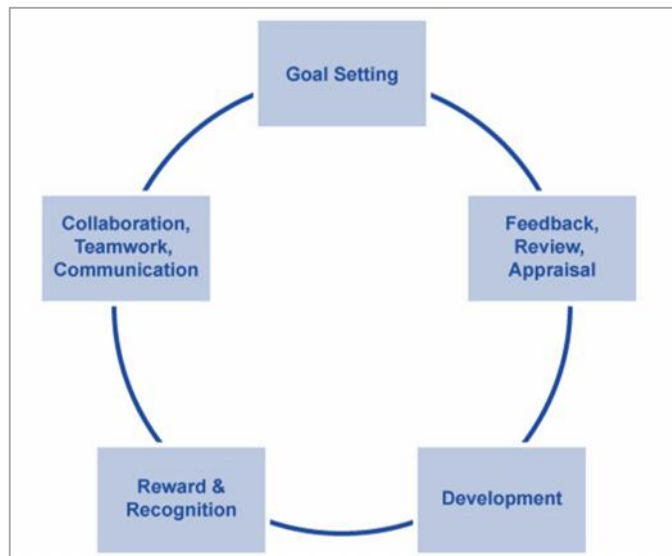 Goal Setting
Feedback,
Review,
Appraisal
Development
Reward &
Recognition
Collaboration,
Teamwork,
Communication